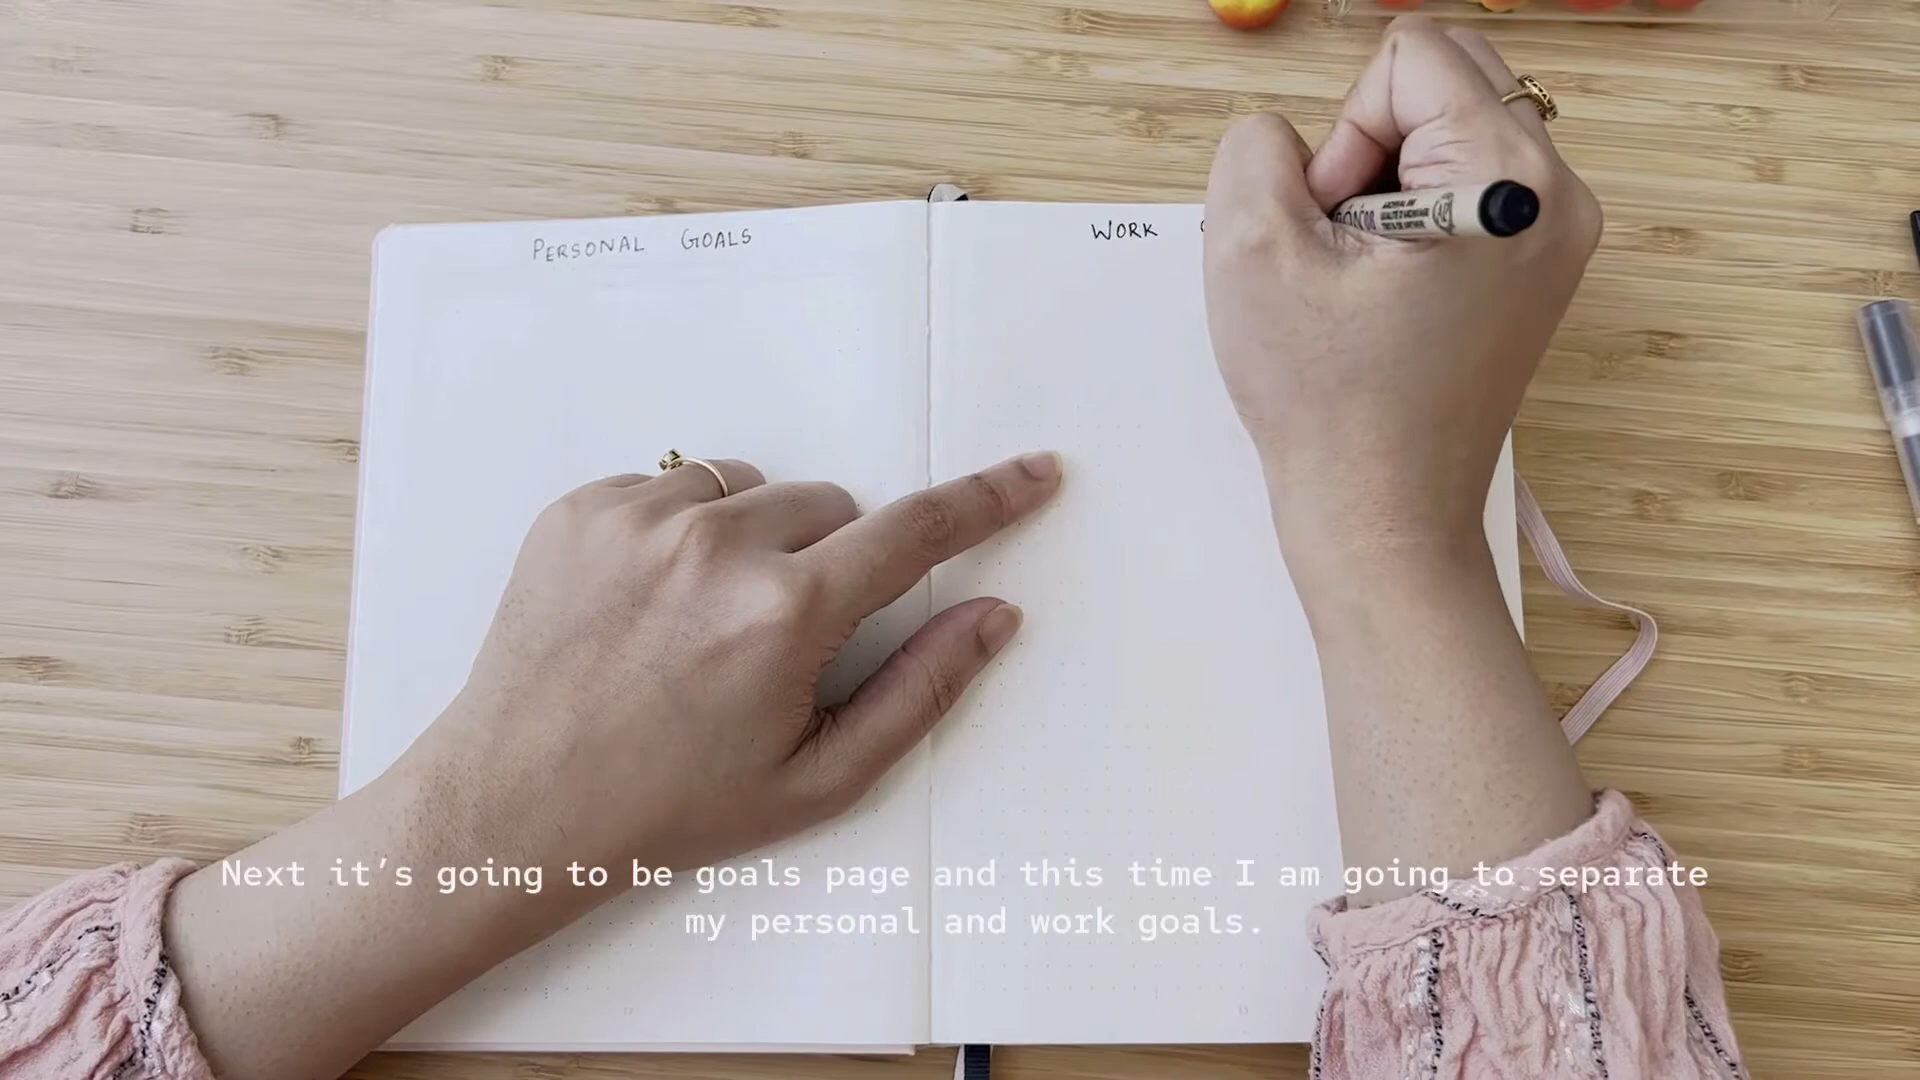 PERSONAL GOALS
WORK
Next it's going to be goals page and this time I am going to separate
my personal and work goals.